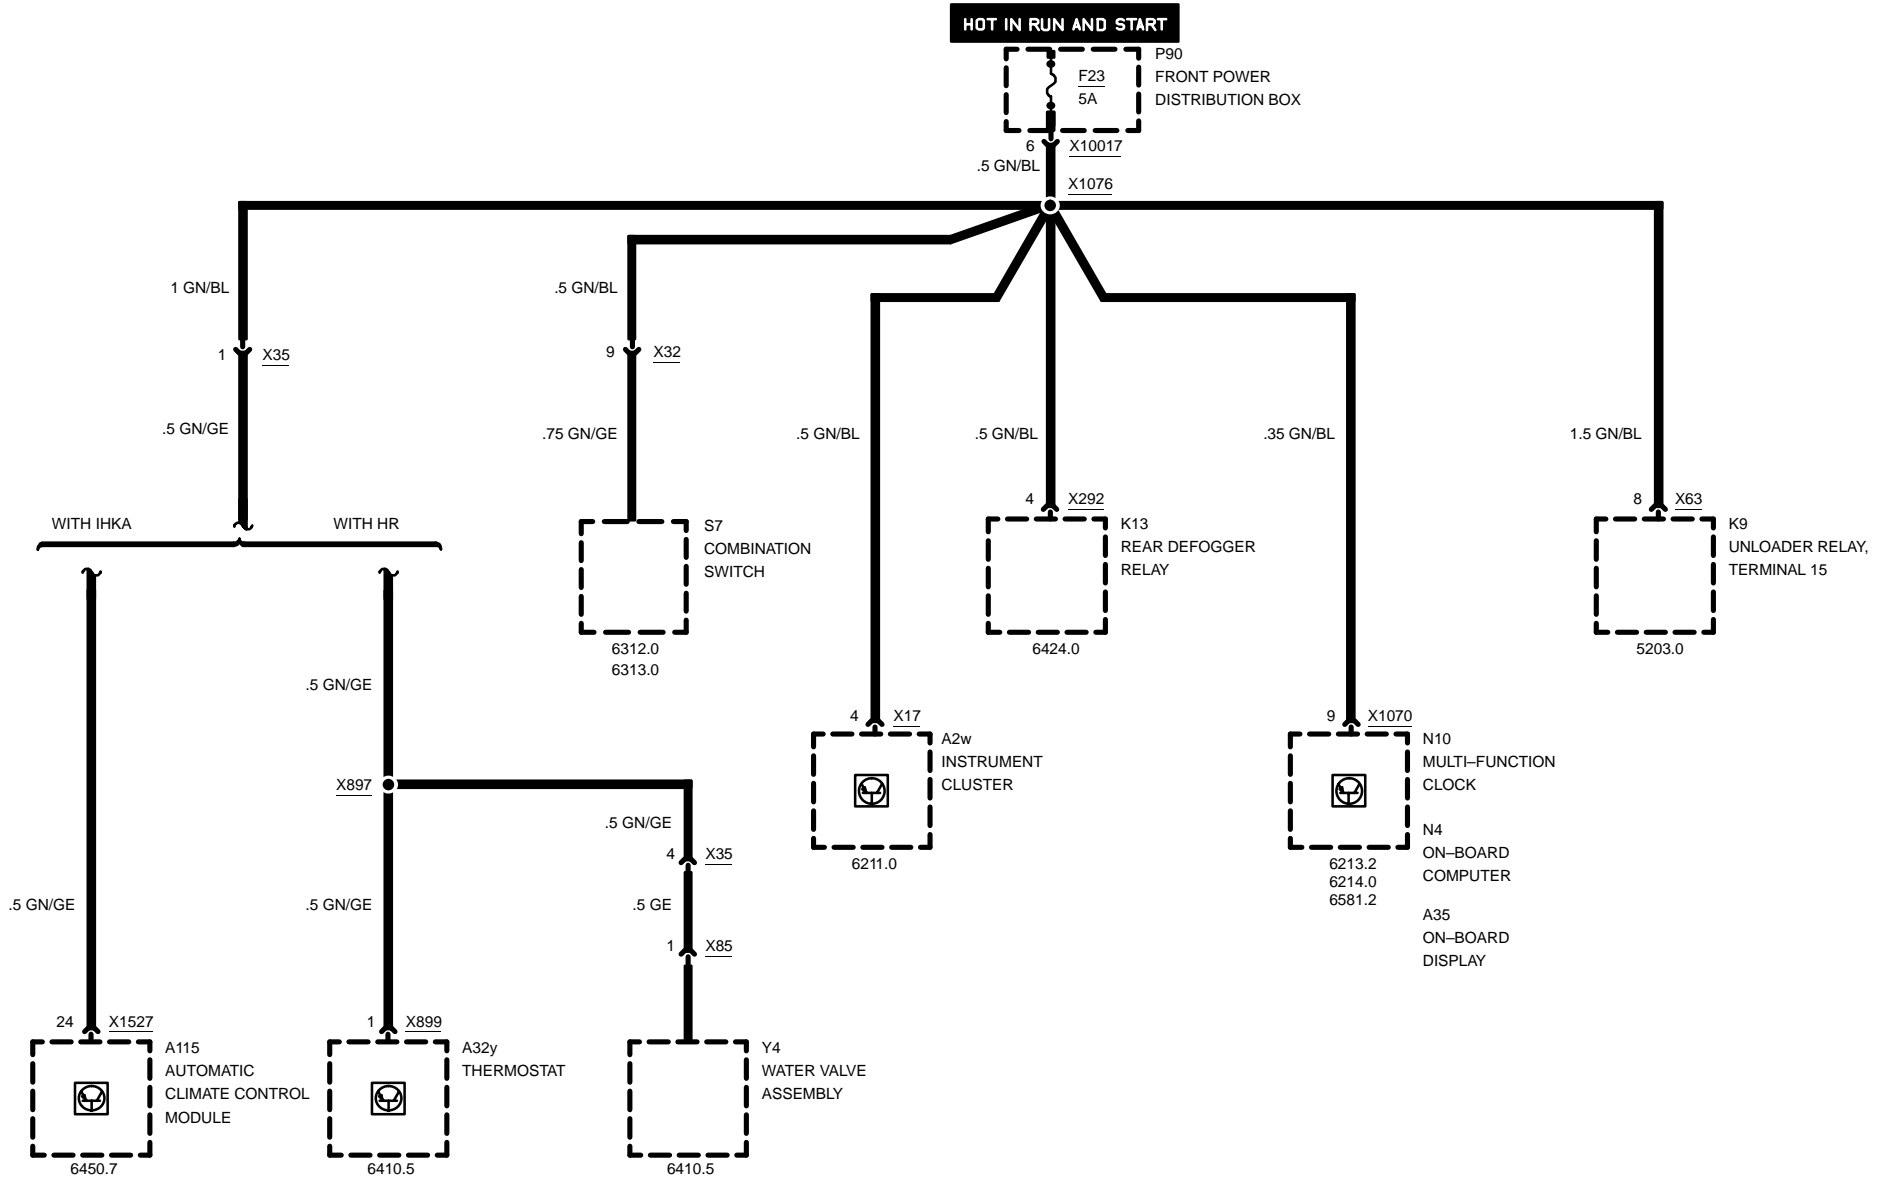 HOT IN RUN AND START
P90
FRONT POWER
DISTRIBUTION BOX
F23
5A
6 X10017
.5 GN/BL
X1076
1 GN/BL
.5 GN/BL
1 X35
9 X32
.5 GN/GE
.75 GN/GE
.5 GN/BL
.5 GN/BL
.35 GN/BL
1.5 GN/BL
WITH IHKA
WITH HR
S7
COMBINATION
SWITCH
6312.0
6313.0
4 X292
K13
REAR DEFOGGER
RELAY
6424.0
8 X63
K9
UNLOADER RELAY,
TERMINAL 15
5203.0
.5 GN/GE
4 X17
A2w
INSTRUMENT
CLUSTER
6211.0
9 X1070
N10
MULTI–FUNCTION
CLOCK
N4
ON–BOARD
COMPUTER
A35
ON–BOARD
DISPLAY
6213.2
6214.0
6581.2
X897
.5 GN/GE
4 X35
.5 GN/GE
.5 GN/GE
.5 GE
1 X85
24 X1527
A115
AUTOMATIC
CLIMATE CONTROL
MODULE
6450.7
1 X899
A32y
THERMOSTAT
6410.5
Y4
WATER VALVE
ASSEMBLY
6410.5